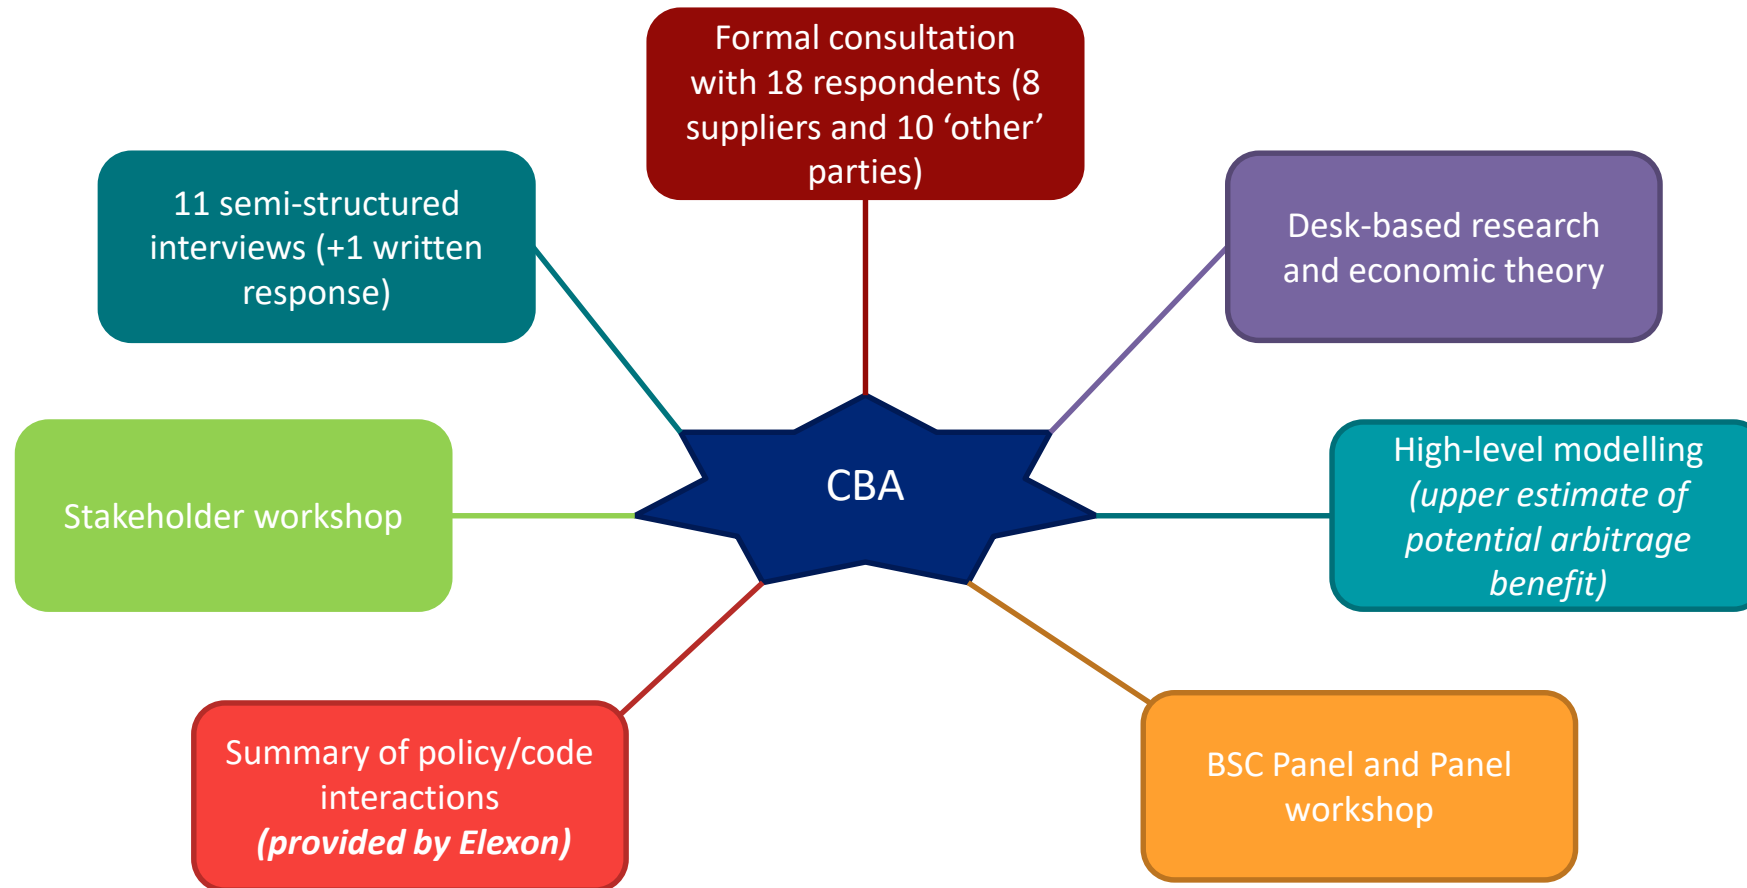 Formal consultation
with 18 respondents (8
suppliers and 10 ‘other’
parties)
11 semi-structured
interviews (+1 written
response)
Desk-based research
and economic theory
Stakeholder workshop
CBA
High-level modelling
(upper estimate of
potential arbitrage
benefit)
Summary of policy/code
interactions
(provided by Elexon)
BSC Panel and Panel
workshop